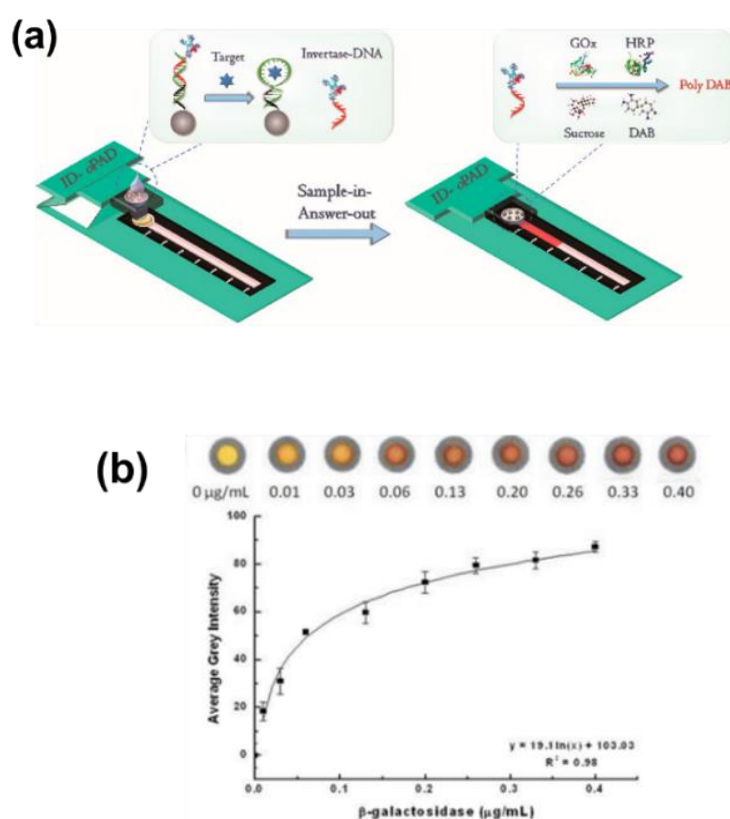 (a)
Target
Invertase-DNA
GOx
HRP
Poly DAB
Sucrose
DAB
ID- oPAD
Sample-in-
Answer-out
ID- oPAD
(b)
0 µg/mL 0.01 0.03 0.06 0.13 0.20 0.26 0.33 0.40
100
80
60
40
20
0
Average Grey Intensity
y = 19.1ln(x) + 103.03
R² = 0.98
0.0 0.1 0.2 0.3 0.4
β-galactosidase (µg/mL)